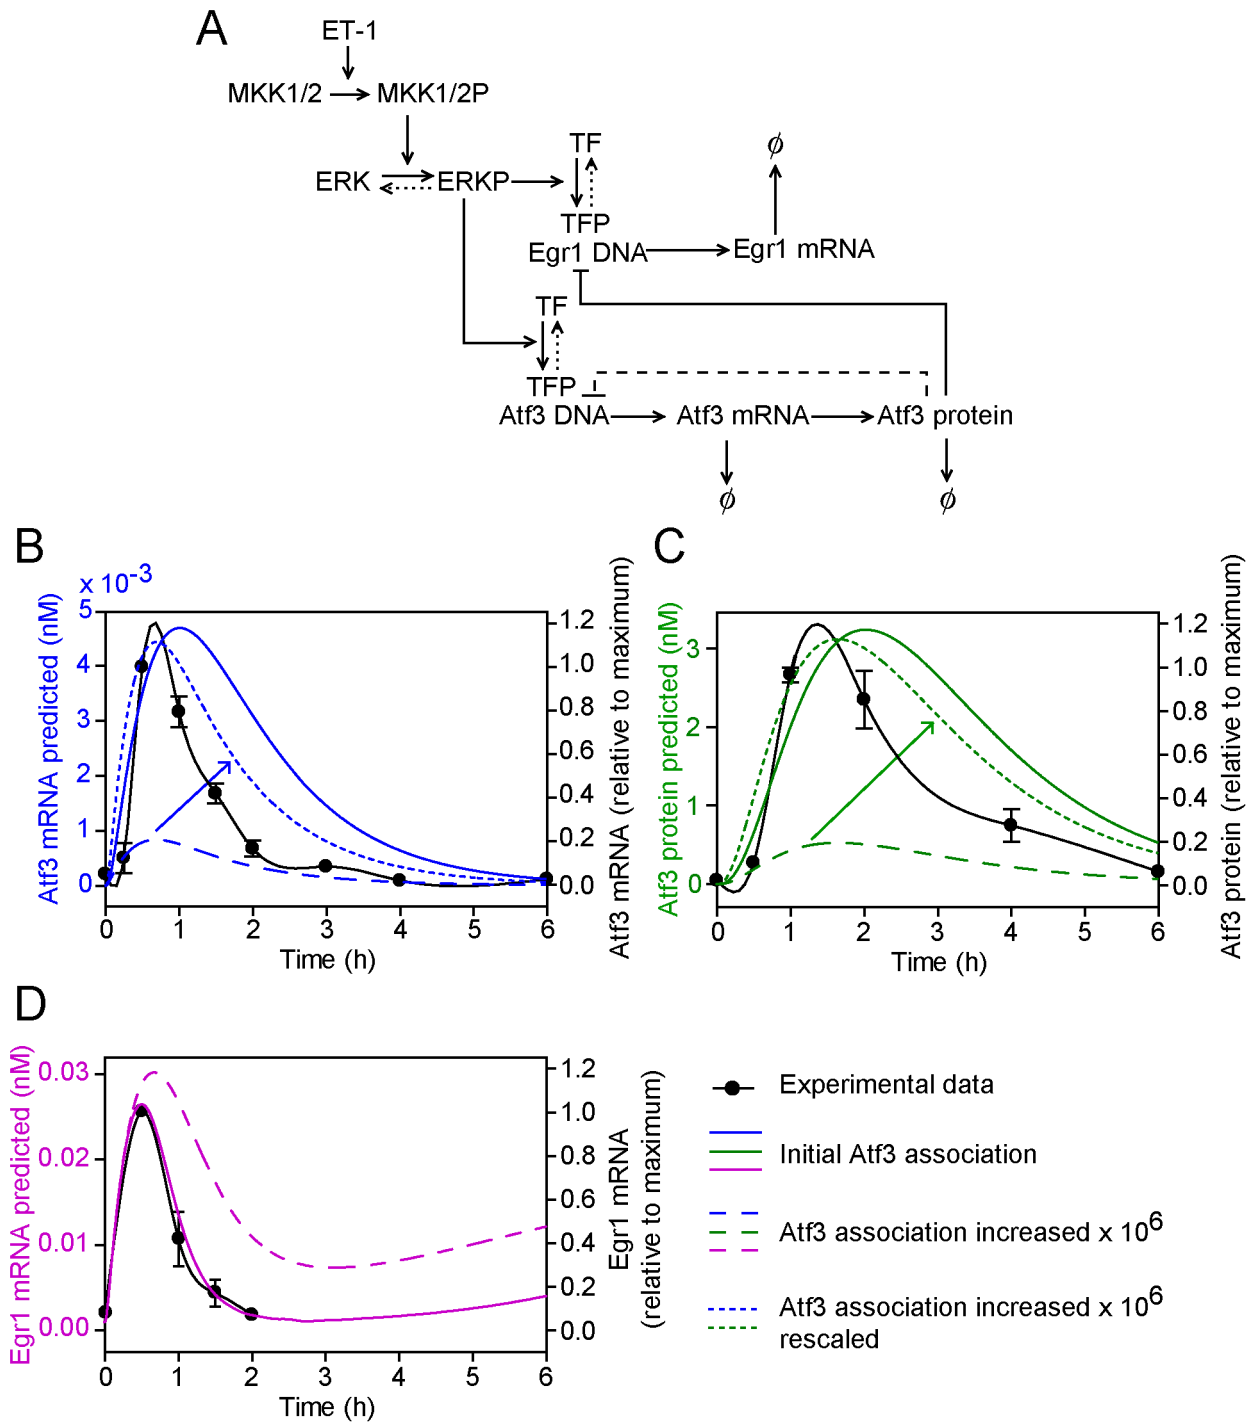 A
ET-1
MKK1/2
MKK1/2P
TF
ϕ
ERK
ERKP
TFP
Egr1 DNA
Egr1 mRNA
TF
TFP
Atf3 DNA
Atf3 mRNA
Atf3 protein
ϕ
ϕ
B
x 10-3
Atf3 mRNA predicted (nM)
5
4
3
2
1
0
1.2
1.0
0.8
0.6
0.4
0.2
0.0
Atf3 mRNA (relative to maximum)
0 1 2 3 4 5 6
Time (h)
C
Atf3 protein predicted (nM)
3
2
1
0
1.2
1.0
0.8
0.6
0.4
0.2
0.0
Atf3 protein (relative to maximum)
0 1 2 3 4 5 6
Time (h)
D
Egr1 mRNA predicted (nM)
0.03
0.02
0.01
0.00
1.2
1.0
0.8
0.6
0.4
0.2
0.0
Egr1 mRNA
(relative to maximum)
0 1 2 3 4 5 6
Time (h)
Experimental data
Initial Atf3 association
Atf3 association increased x 106
Atf3 association increased x 106
rescaled